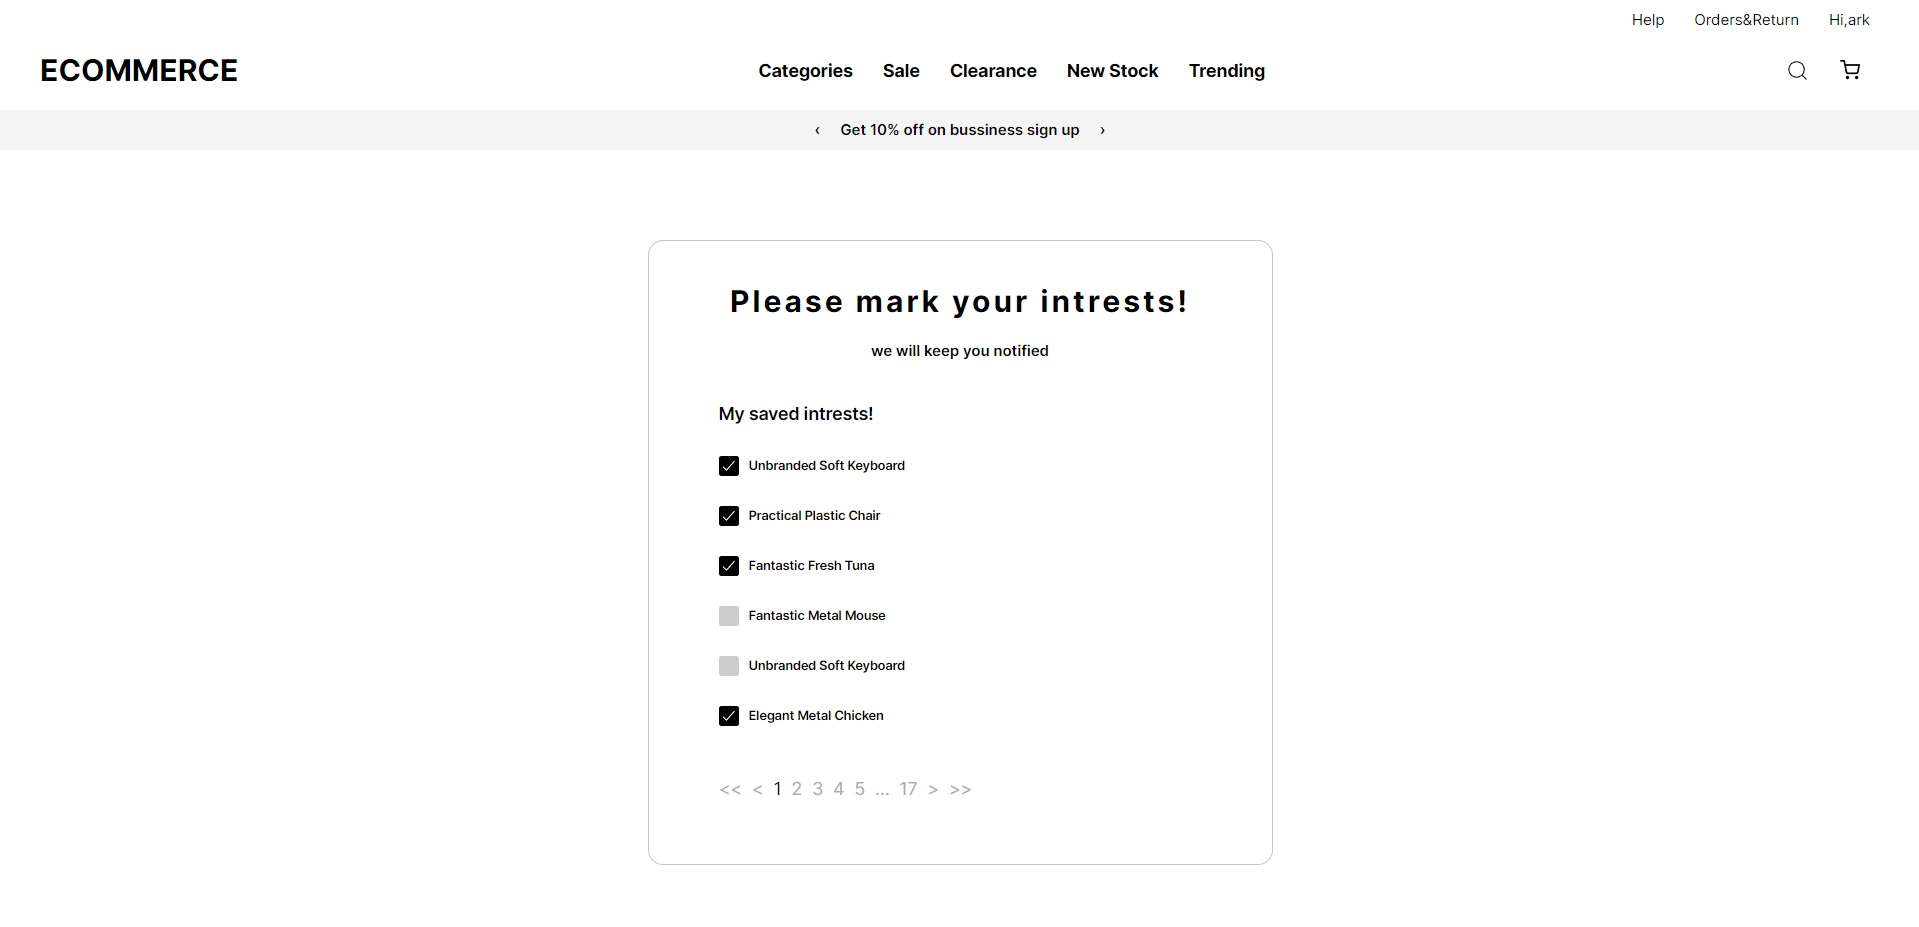 Help Orders&Return Hi,ark
ECOMMERCE Categories Sale Clearance New Stock Trending
‹ Get 10% off on bussiness sign up ›
Please mark your intrests!
we will keep you notified
My saved intrests!
Unbranded Soft Keyboard
Practical Plastic Chair
Fantastic Fresh Tuna
Fantastic Metal Mouse
Unbranded Soft Keyboard
Elegant Metal Chicken
<< < 1 2 3 4 5 ... 17 > >>